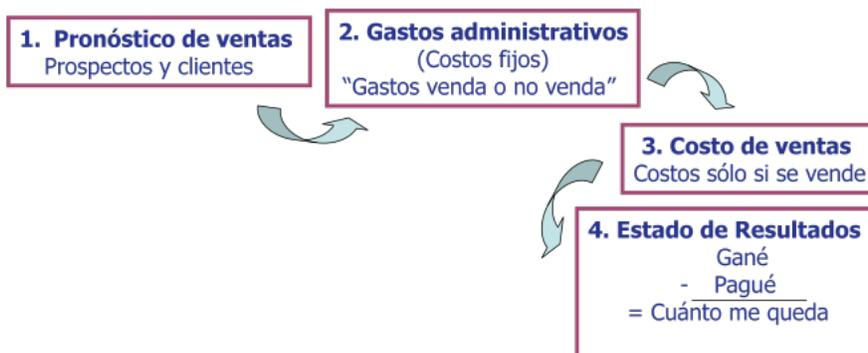 1. Pronóstico de ventas
Prospectos y clientes
2. Gastos administrativos
(Costos fijos)
“Gastos venda o no venda”
3. Costo de ventas
Costos sólo si se vende
4. Estado de Resultados
Gané
- Pagué
= Cuánto me queda